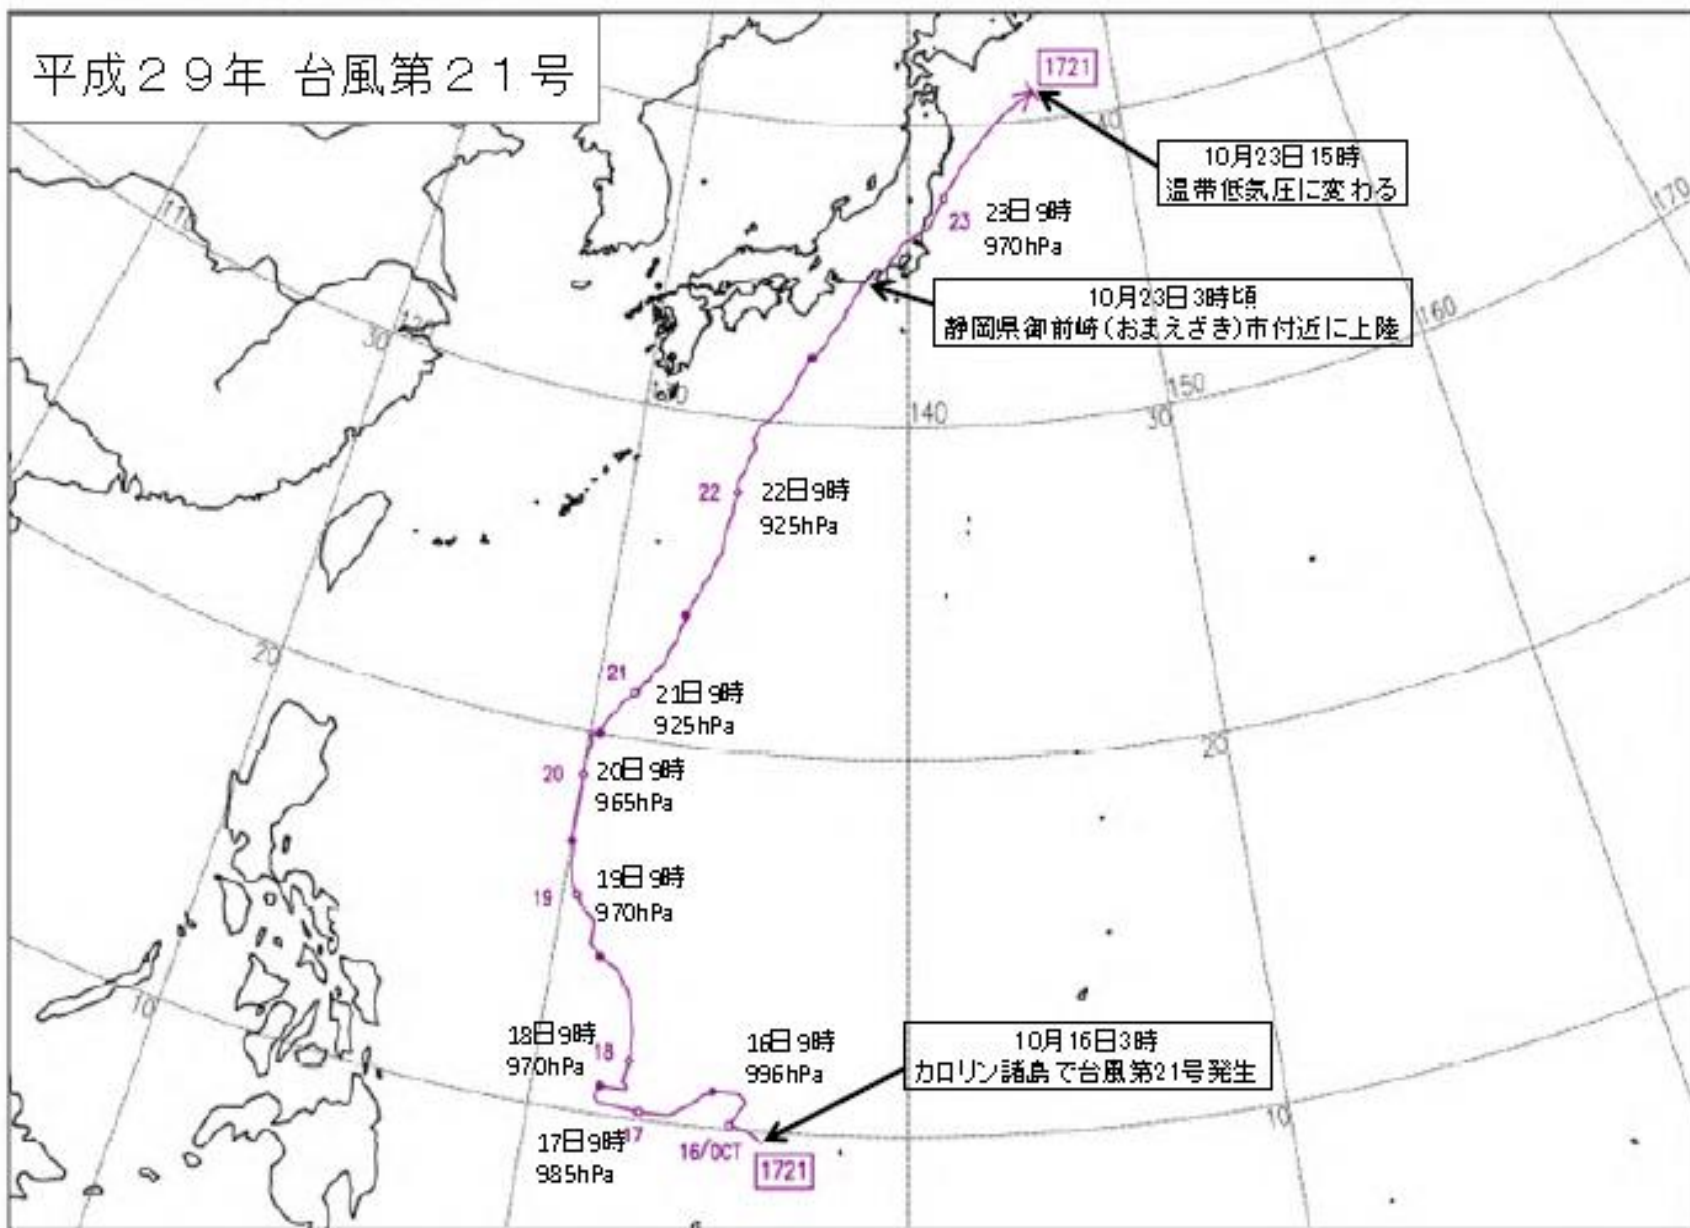 平成29年 台風第21号
1721
40
10月23日15時
温帯低気圧に変わる
110
170
23
23日9時
970hPa
10月23日3時頃
静岡県御前崎(おまえざき)市付近に上陸
160
120
30
130
140
150
30
22
22日9時
925hPa
20
21
21日9時
925hPa
20
20
20日9時
965hPa
19
19日9時
970hPa
10
18日9時
970hPa
18
16日9時
996hPa
10月16日3時
カロリン諸島で台風第21号発生
10
17
17日9時
985hPa
16/OCT
1721